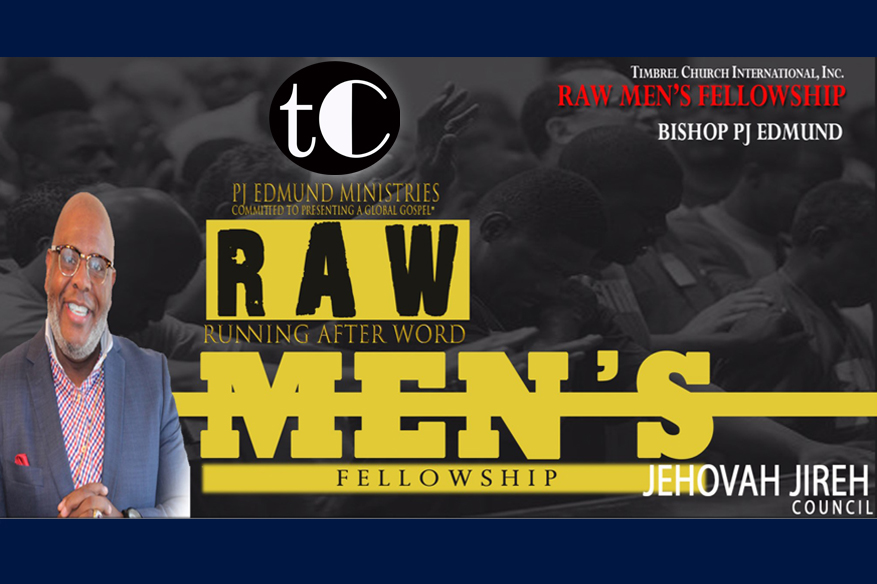 tC
TIMBREL CHURCH INTERNATIONAL, INC.
RAW MEN'S FELLOWSHIP
BISHOP PJ EDMUND
PJ EDMUND MINISTRIES
COMMITTED TO PRESENTING A GLOBAL GOSPEL*
RAW
RUNNING AFTER WORD
MEN'S
FELLOWSHIP
JEHOVAH JIREH
COUNCIL